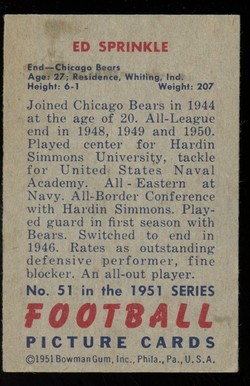 ED SPRINKLE
End—Chicago Bears
Age: 27; Residence, Whiting, Ind.
Height: 6-1 Weight: 207
Joined Chicago Bears in 1944
at the age of 20. All-League
end in 1948, 1949 and 1950.
Played center for Hardin
Simmons University, tackle
for United States Naval
Academy. All - Eastern at
Navy. All-Border Conference
with Hardin Simmons. Play-
ed guard in first season with
Bears. Switched to end in
1946. Rates as outstanding
defensive performer, fine
blocker. An all-out player.
No. 51 in the 1951 SERIES
FOOTBALL
PICTURE CARDS
©1951 Bowman Gum, Inc., Phila., Pa., U. S. A.